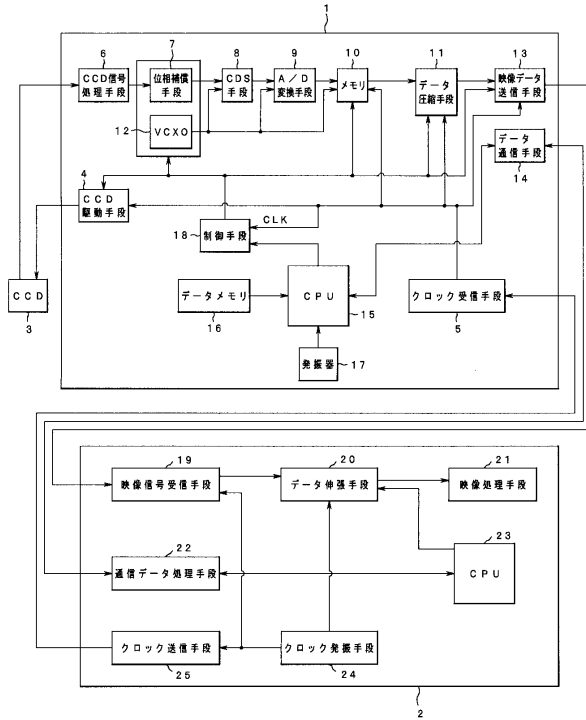 1
6
CCD信号
処理手段
7
位相補償
手段
8
CDS
手段
9
A/D
変換手段
10
メモリ
11
データ
圧縮手段
13
映像データ
送信手段
12
VCXO
データ
通信手段
14
4
CCD
駆動手段
CLK
18
制御手段
CCD
3
データメモリ
16
CPU
15
クロック受信手段
5
発振器
17
19
映像信号受信手段
20
データ伸張手段
21
映像処理手段
22
通信データ処理手段
23
CPU
クロック送信手段
25
クロック発振手段
24
2